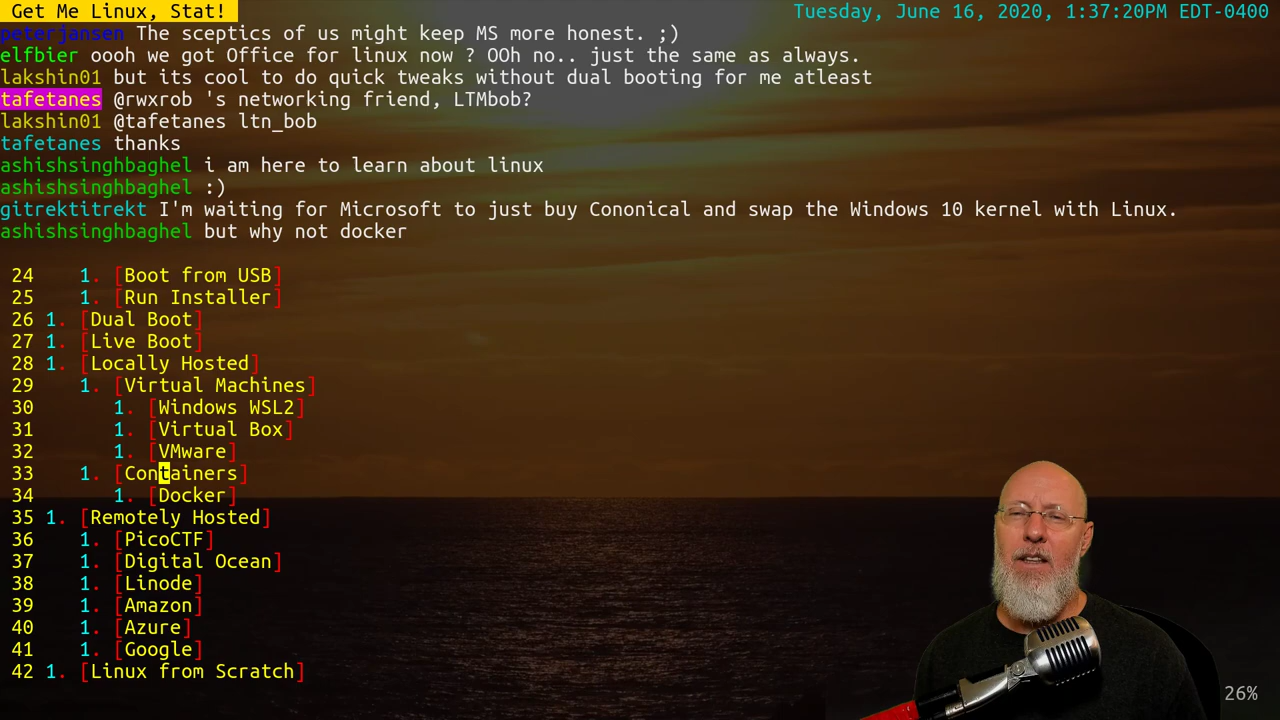 Get Me Linux, Stat!
Tuesday, June 16, 2020, 1:37:20PM EDT-0400
peterjansen The sceptics of us might keep MS more honest. ;)
elfbier oooh we got Office for linux now ? OOh no.. just the same as always.
lakshin01 but its cool to do quick tweaks without dual booting for me atleast
tafetanes @rwxrob 's networking friend, LTMbob?
lakshin01 @tafetanes ltn_bob
tafetanes thanks
ashishsinghbaghel i am here to learn about linux
ashishsinghbaghel :)
gitrektitrekt I'm waiting for Microsoft to just buy Cononical and swap the Windows 10 kernel with Linux.
ashishsinghbaghel but why not docker
24 1. [Boot from USB]
25 1. [Run Installer]
26 1. [Dual Boot]
27 1. [Live Boot]
28 1. [Locally Hosted]
29 1. [Virtual Machines]
30 1. [Windows WSL2]
31 1. [Virtual Box]
32 1. [VMware]
33 1. [Containers]
34 1. [Docker]
35 1. [Remotely Hosted]
36 1. [PicoCTF]
37 1. [Digital Ocean]
38 1. [Linode]
39 1. [Amazon]
40 1. [Azure]
41 1. [Google]
42 1. [Linux from Scratch]
26%